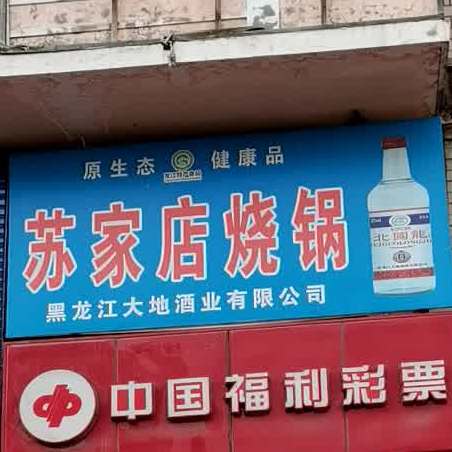 原生态 健康品
苏家店烧锅
黑龙江大地酒业有限公司
中国福利彩票